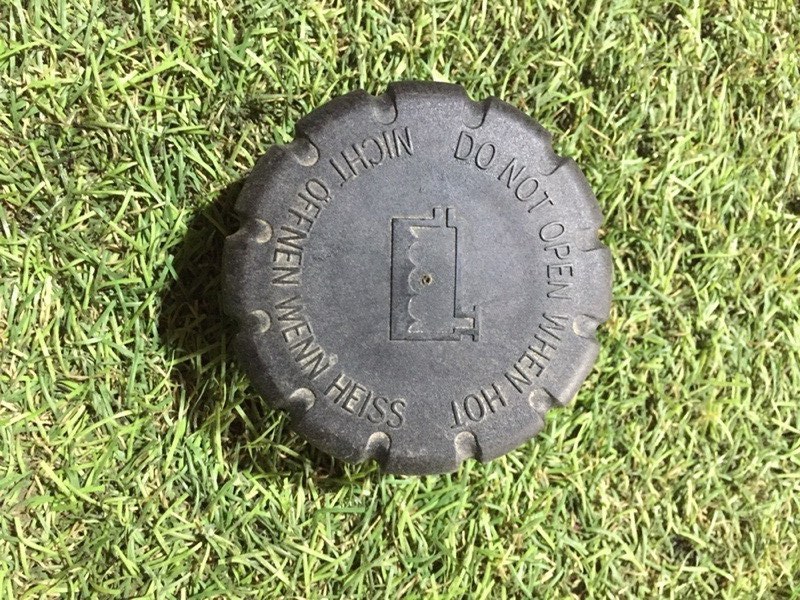 DO NOT OPEN WHEN HOT
NICHT ÖFFNEN WENN HEISS